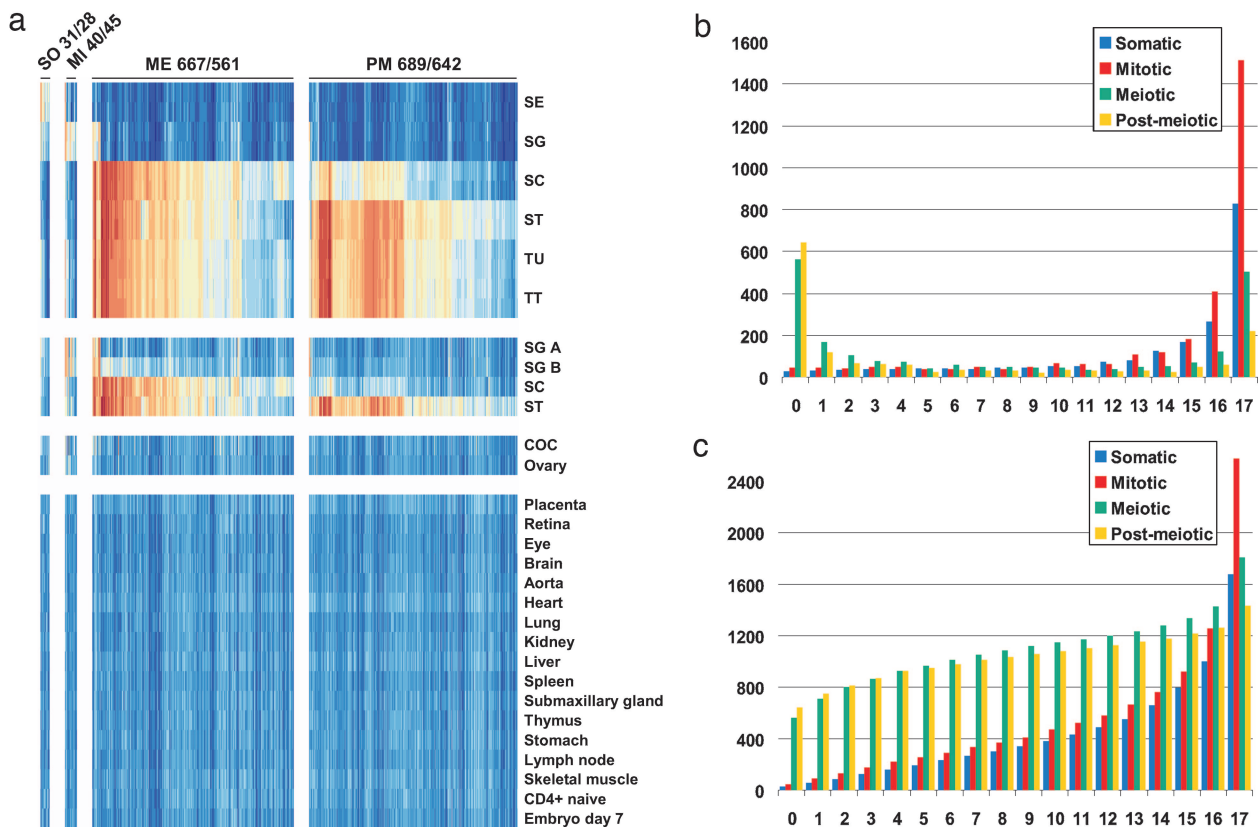 a
SO 31/28
MI 40/45
ME 667/561
PM 689/642
SE
SG
SC
ST
TU
TT
SG A
SG B
SC
ST
COC
Ovary
Placenta
Retina
Eye
Brain
Aorta
Heart
Lung
Kidney
Liver
Spleen
Submaxillary gland
Thymus
Stomach
Lymph node
Skeletal muscle
CD4+ naive
Embryo day 7
b
1600
1400
1200
1000
800
600
400
200
0
Somatic
Mitotic
Meiotic
Post-meiotic
0 1 2 3 4 5 6 7 8 9 10 11 12 13 14 15 16 17
c
2400
2000
1600
1200
800
400
0
Somatic
Mitotic
Meiotic
Post-meiotic
0 1 2 3 4 5 6 7 8 9 10 11 12 13 14 15 16 17